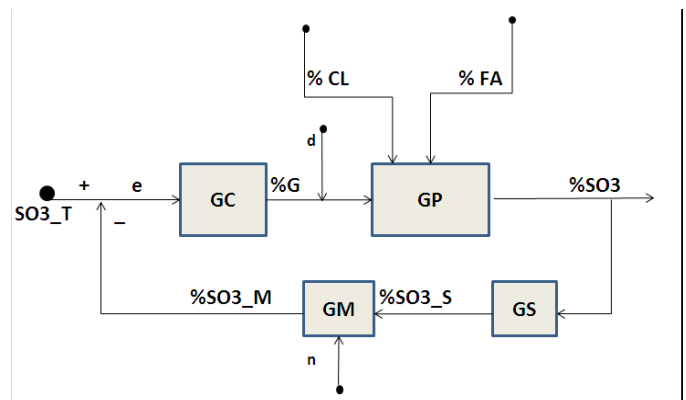 % CL
% FA
d
+
e
GC
%G
GP
%SO3
SO3_T
_
%SO3_M
GM
%SO3_S
GS
n